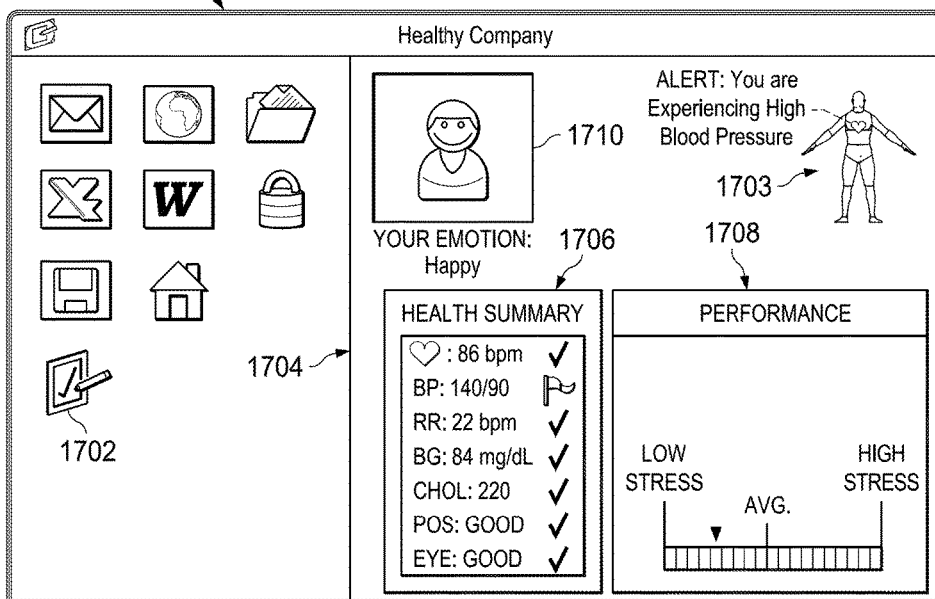 Healthy Company
ALERT: You are
Experiencing High
Blood Pressure
1710
1703
W
YOUR EMOTION:
Happy
1706
1708
1704
1702
HEALTH SUMMARY
: 86 bpm
BP: 140/90
RR: 22 bpm
BG: 84 mg/dL
CHOL: 220
POS: GOOD
EYE: GOOD
PERFORMANCE
LOW
STRESS
AVG.
HIGH
STRESS